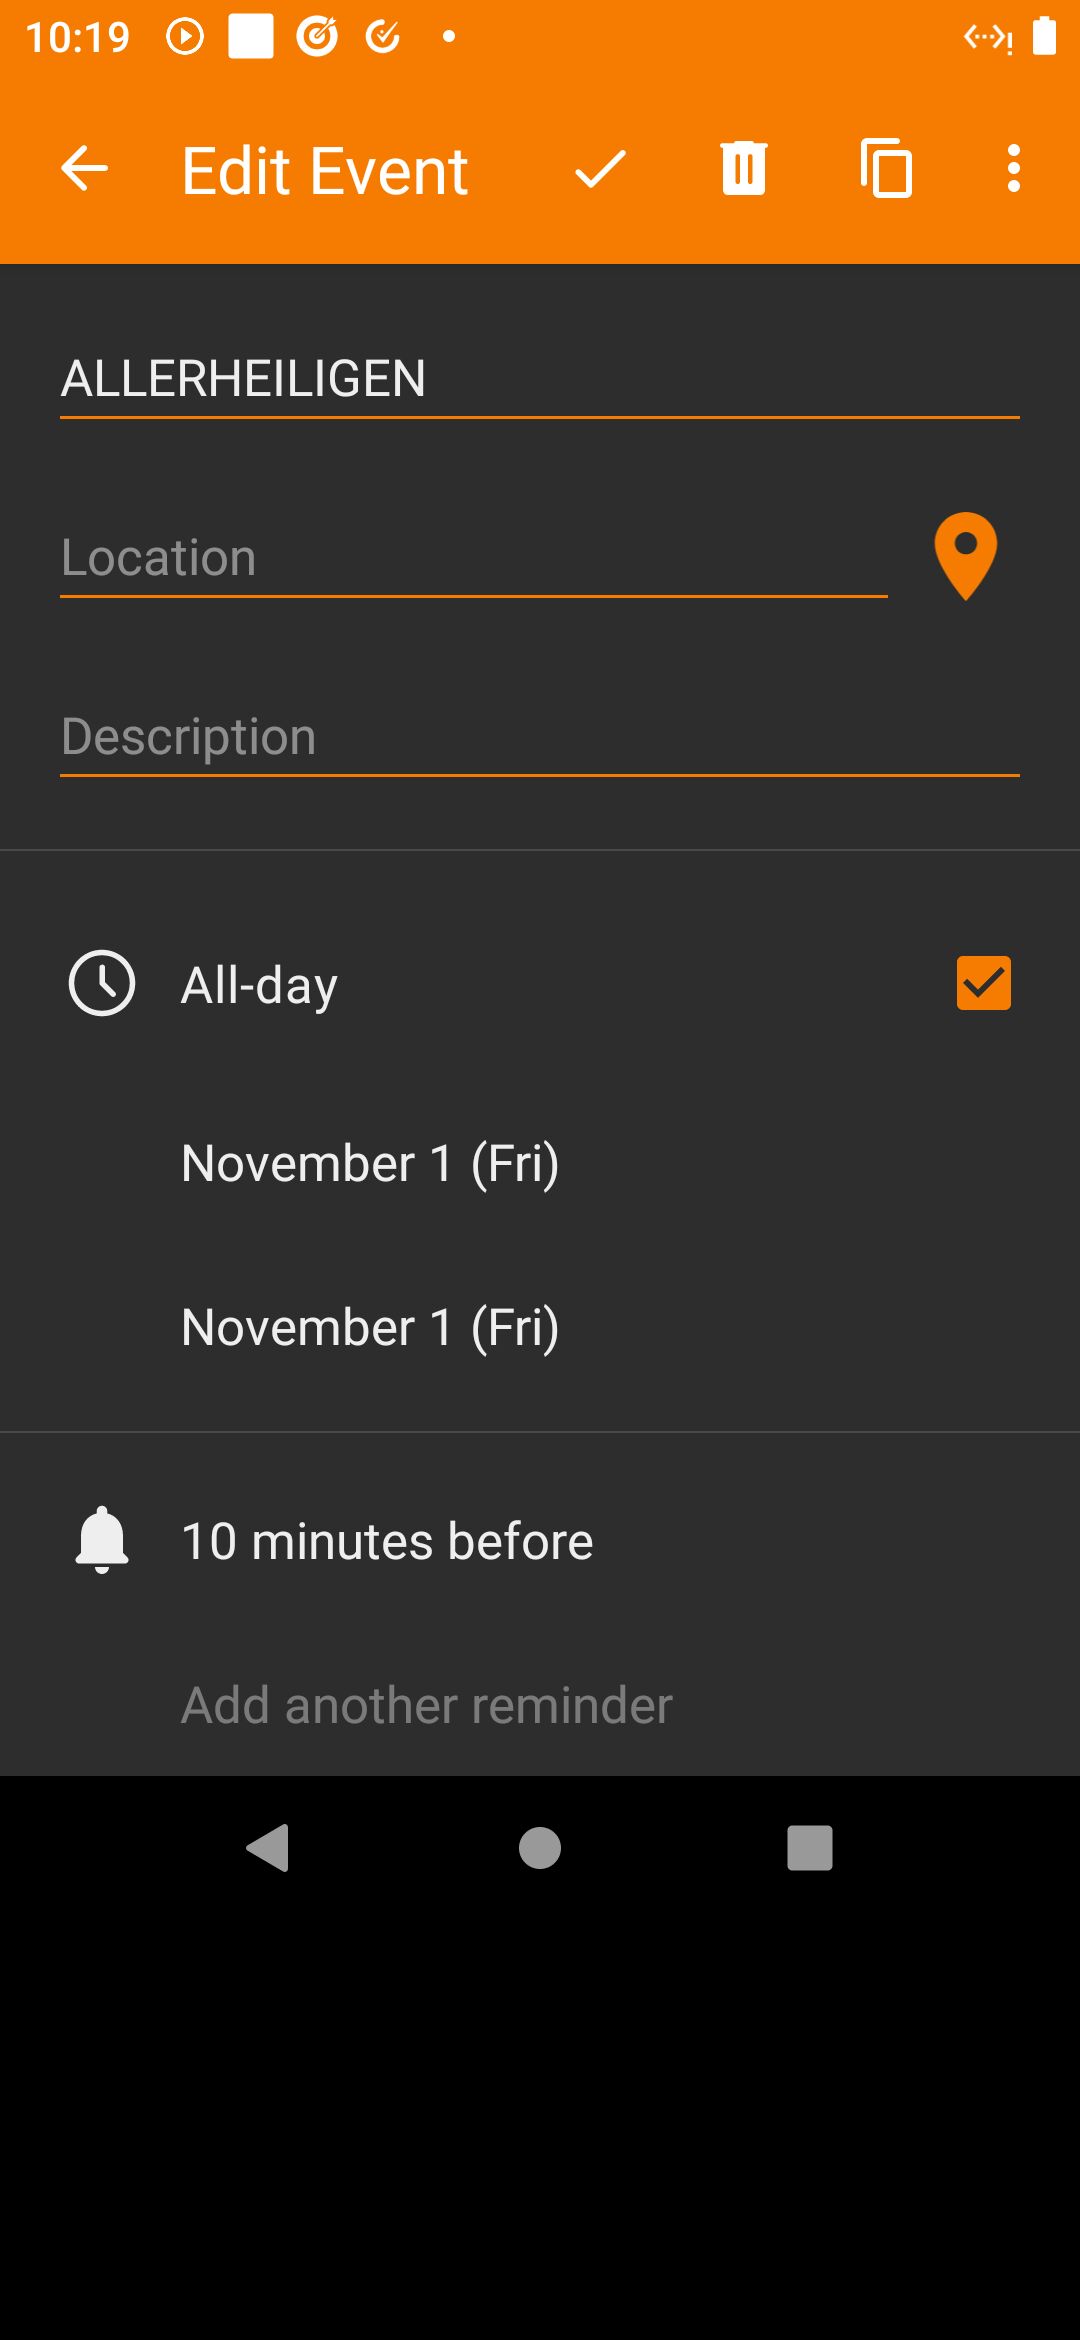 10:19
Edit Event
ALLERHEILIGEN
Location
Description
All-day
November 1 (Fri)
November 1 (Fri)
10 minutes before
Add another reminder